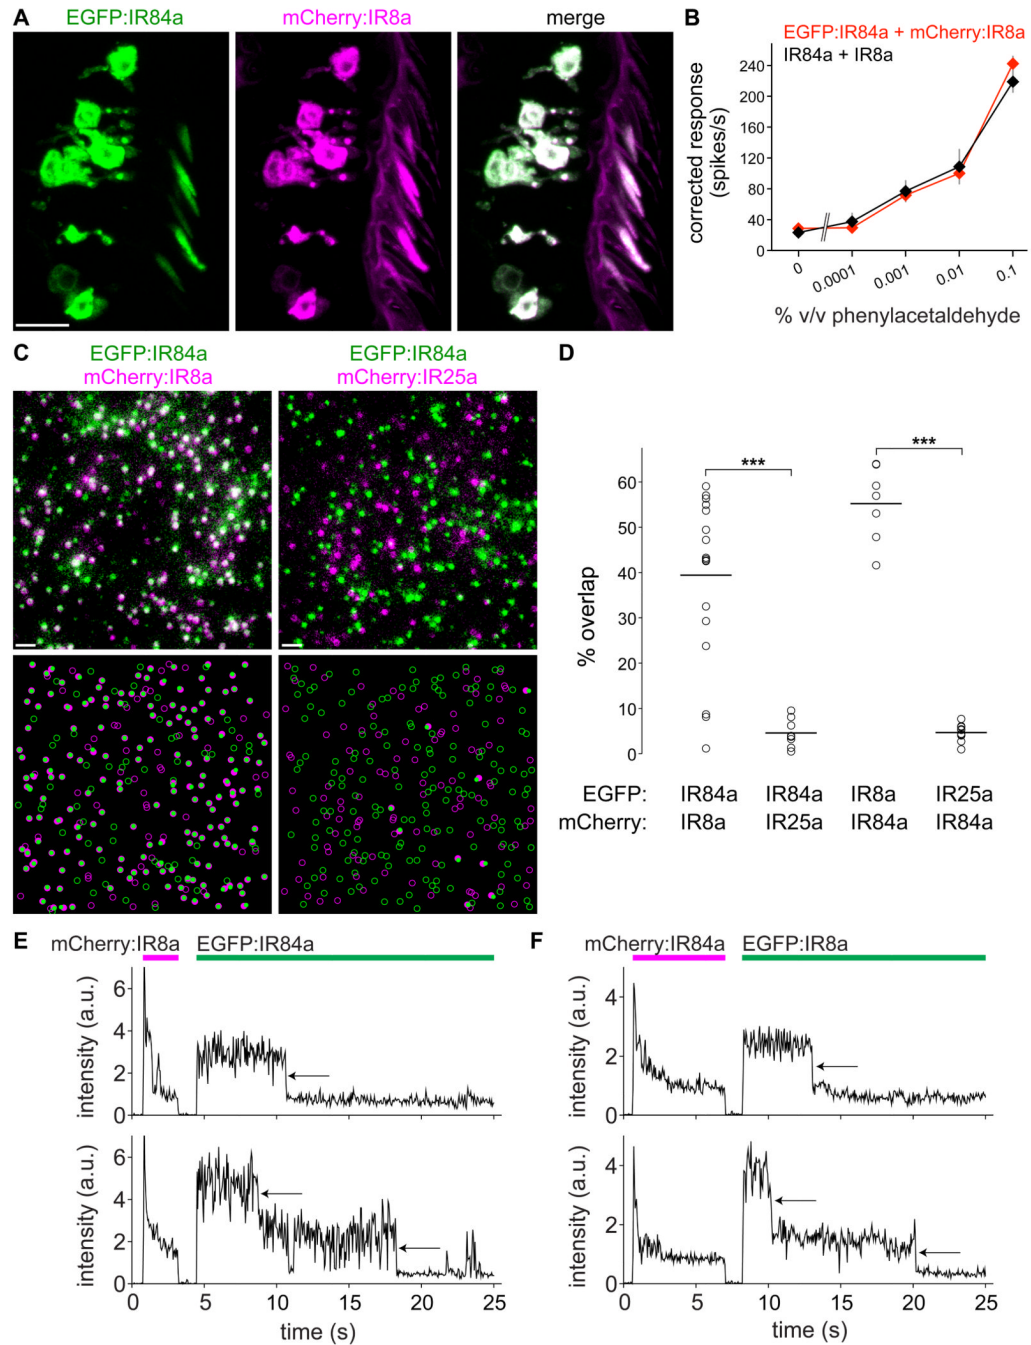 A
EGFP:IR84a
mCherry:IR8a
merge
B
EGFP:IR84a + mCherry:IR8a
IR84a + IR8a
corrected response
(spikes/s)
240
200
160
120
80
40
0
0
0.0001
0.001
0.01
0.1
% v/v phenylacetaldehyde
C
EGFP:IR84a
mCherry:IR8a
EGFP:IR84a
mCherry:IR25a
D
% overlap
60
50
40
30
20
10
0
***
***
EGFP: IR84a IR84a IR8a IR25a
mCherry: IR8a IR25a IR84a IR84a
E
mCherry:IR8a
EGFP:IR84a
intensity (a.u.)
6
4
2
0
intensity (a.u.)
6
4
2
0
0 5 10 15 20 25
time (s)
F
mCherry:IR84a
EGFP:IR8a
intensity (a.u.)
4
2
0
intensity (a.u.)
4
2
0
0 5 10 15 20 25
time (s)